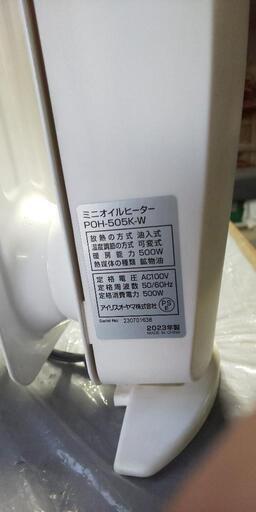 ミニオイルヒーター
POH-505K-W
放熱の方式 油入式
温度調節の方式 可変式
暖房能力 500W
熱媒体の種類 鉱物油
定格電圧 AC100V
定格周波数 50/60Hz
定格消費電力 500W
アイリスオーヤマ株式会社
PS
E
Serial No. 230701638
2023年製
MADE IN CHINA